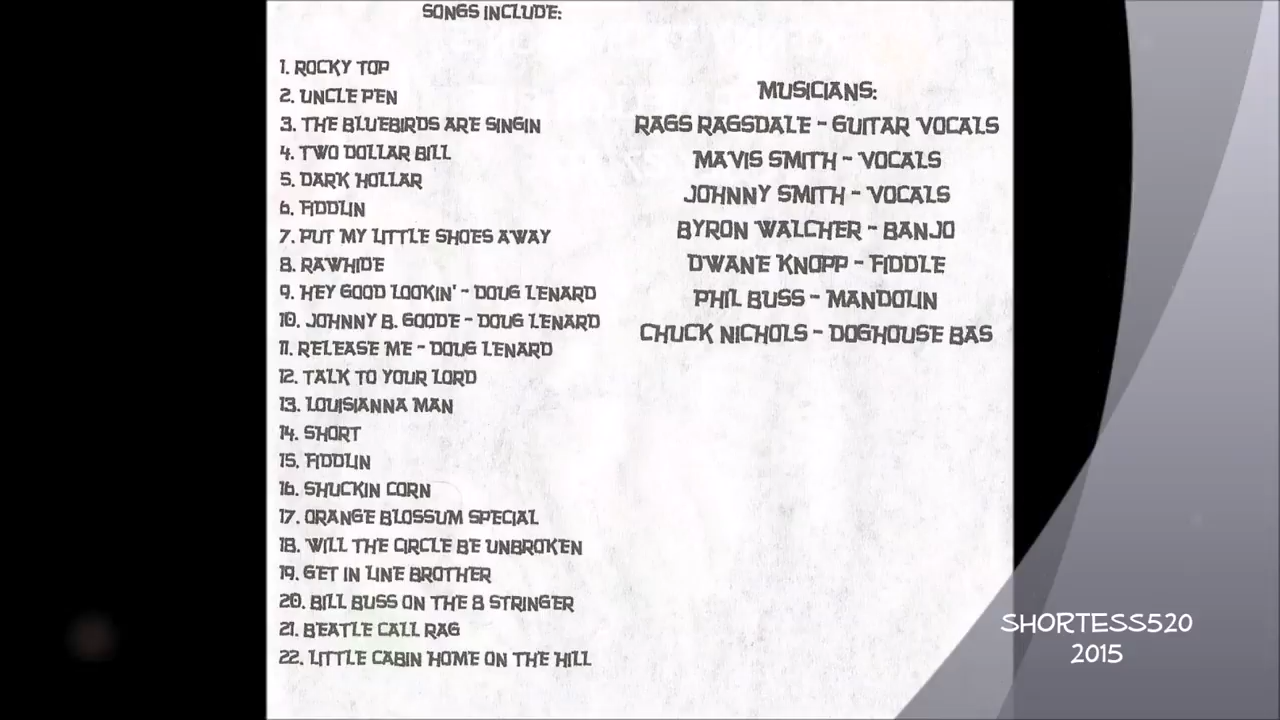 SONGS INCLUDE:
1. ROCKY TOP
2. UNCLE PEN
3. THE BLUEBIRDS ARE SINGIN
4. TWO DOLLAR BILL
5. DARK HOLLAR
6. FIDDLIN
7. PUT MY LITTLE SHOES AWAY
8. RAWHIDE
9. HEY GOOD LOOKIN' - DOUG LENARD
10. JOHNNY B. GOODE - DOUG LENARD
11. RELEASE ME - DOUG LENARD
12. TALK TO YOUR LORD
13. LOUISIANNA MAN
14. SHORT
15. FIDDLIN
16. SHUCKIN CORN
17. ORANGE BLOSSUM SPECIAL
18. WILL THE CIRCLE BE UNBROKEN
19. GET IN LINE BROTHER
20. BILL BUSS ON THE 8 STRINGER
21. BEATLE CALL RAG
22. LITTLE CABIN HOME ON THE HILL
MUSICIANS:
RAGS RAGSDALE - GUITAR VOCALS
MAVIS SMITH - VOCALS
JOHNNY SMITH - VOCALS
BYRON WALCHER - BANJO
DWANE KNOPP - FIDDLE
PHIL BUSS - MANDOLIN
CHUCK NICHOLS - DOGHOUSE BAS
SHORTESS520
2015